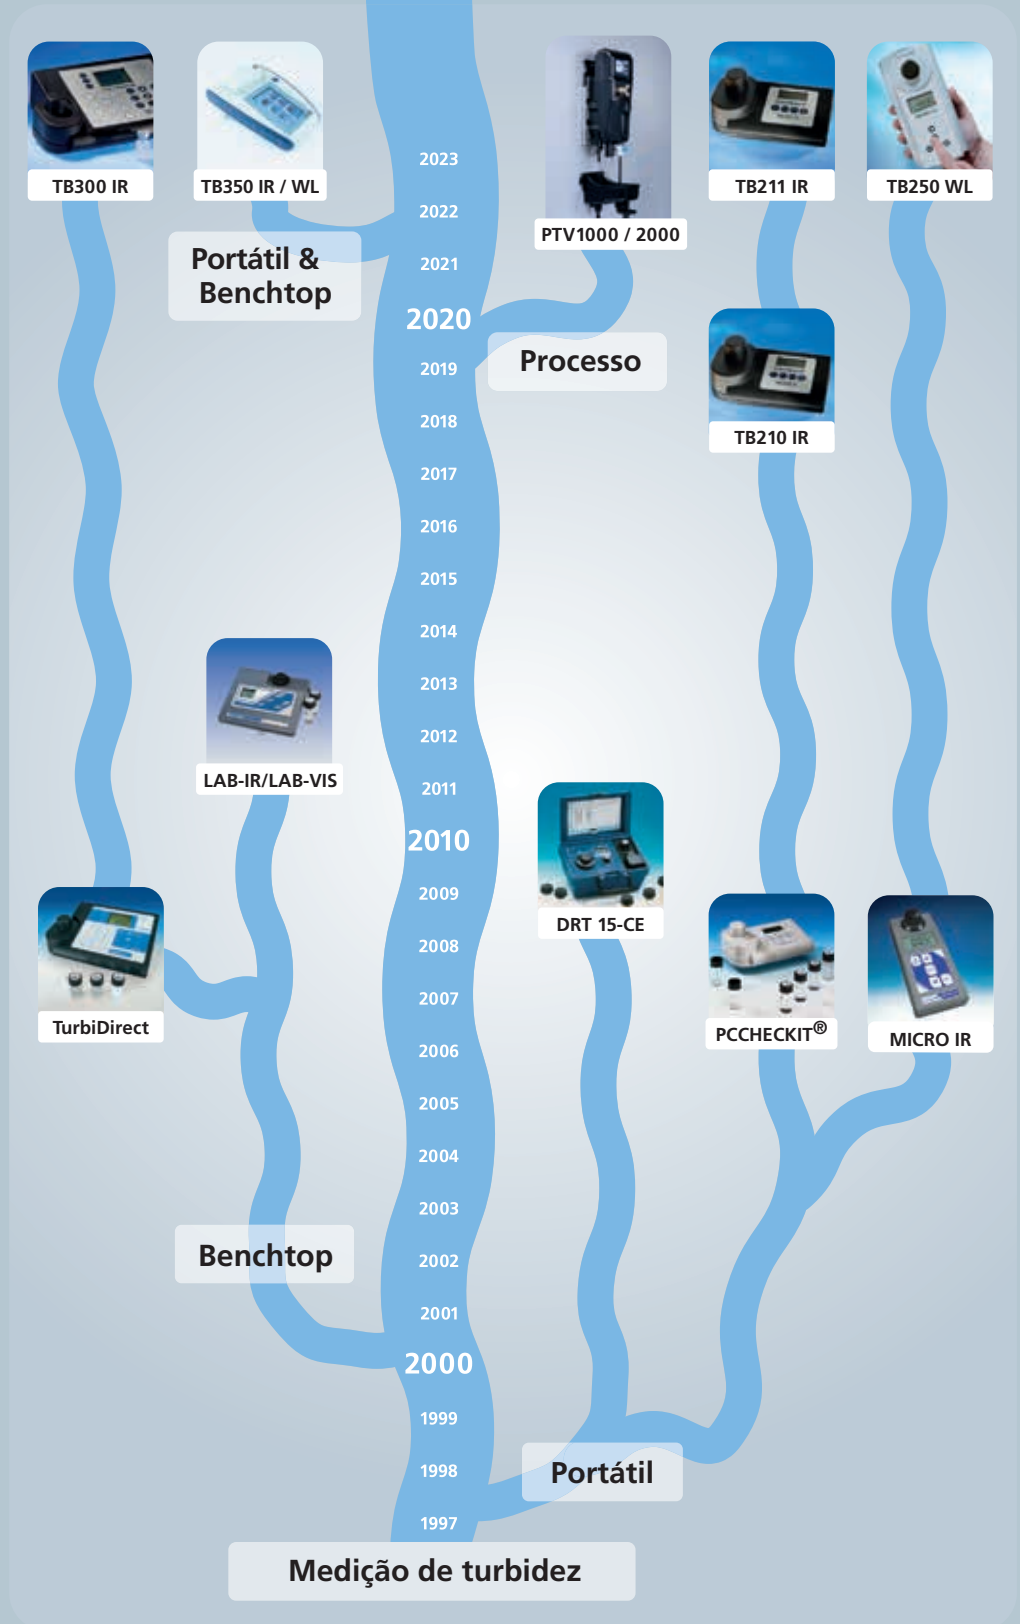 TB300 IR
TB350 IR / WL
PTV1000 / 2000
TB211 IR
TB250 WL
Portátil &
Benchtop
Processo
TB210 IR
2023
2022
2021
2020
2019
2018
2017
2016
2015
2014
2013
2012
2011
2010
2009
2008
2007
2006
2005
2004
2003
2002
2001
2000
1999
1998
1997
LAB-IR/LAB-VIS
DRT 15-CE
TurbiDirect
PCCHECKIT®
MICRO IR
Benchtop
Portátil
Medição de turbidez